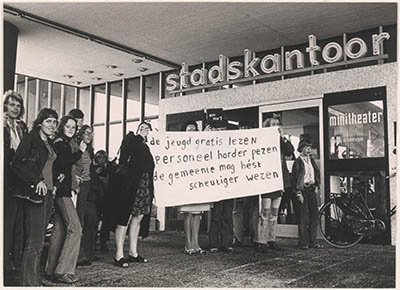 stadskantoor
minitheater
de jeugd gratis lezen
personeel harder pezen
de gemeente mag best
scheutiger wezen